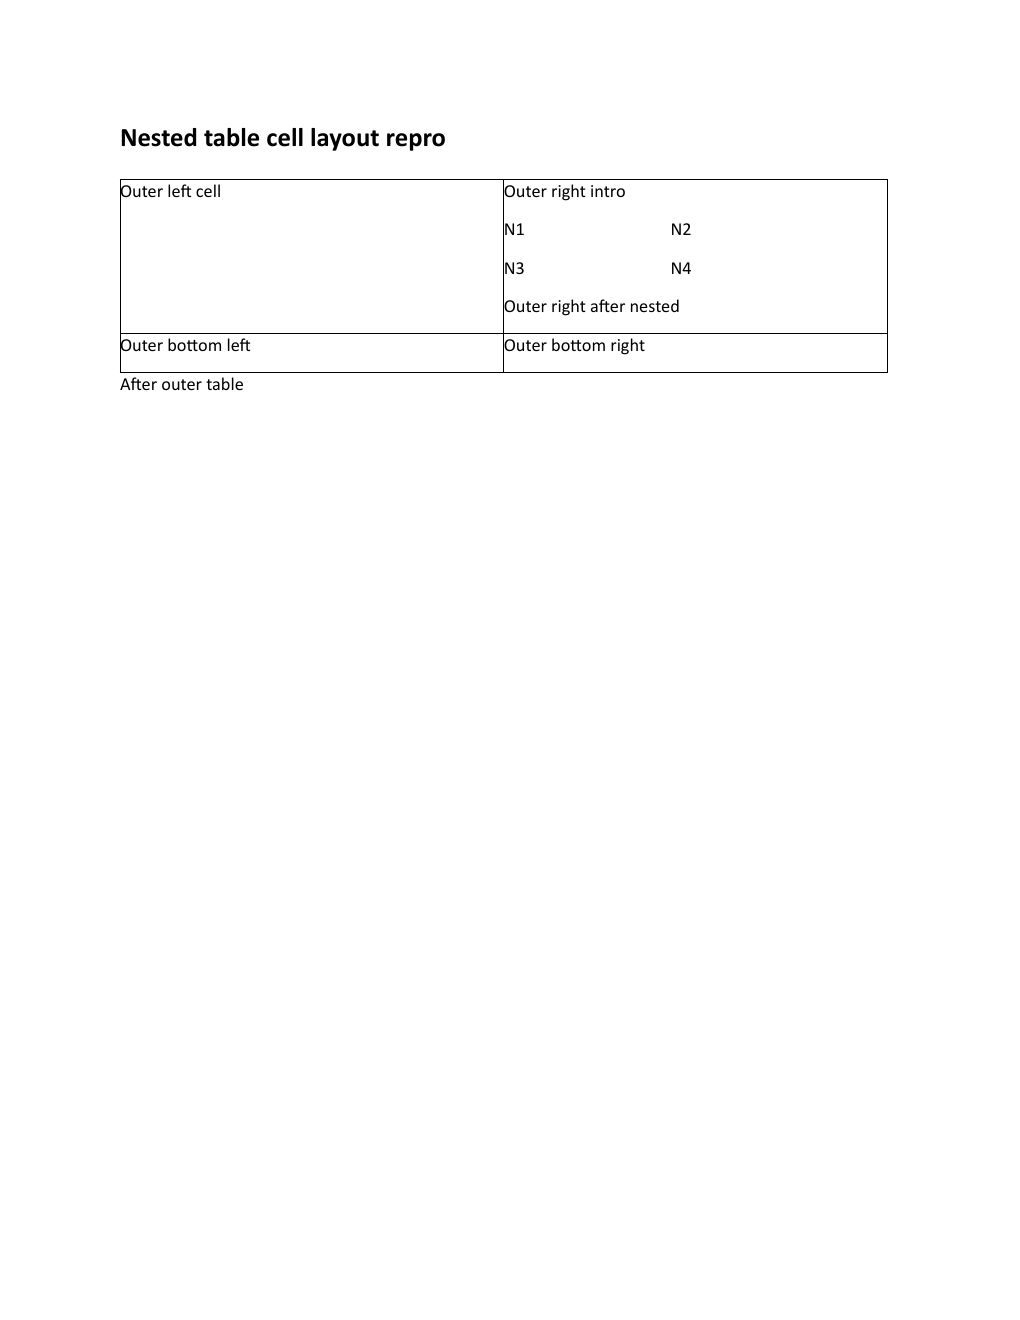 Nested table cell layout repro
Outer left cell
Outer right intro
N1 N2
N3 N4
Outer right after nested
Outer bottom left
Outer bottom right
After outer table